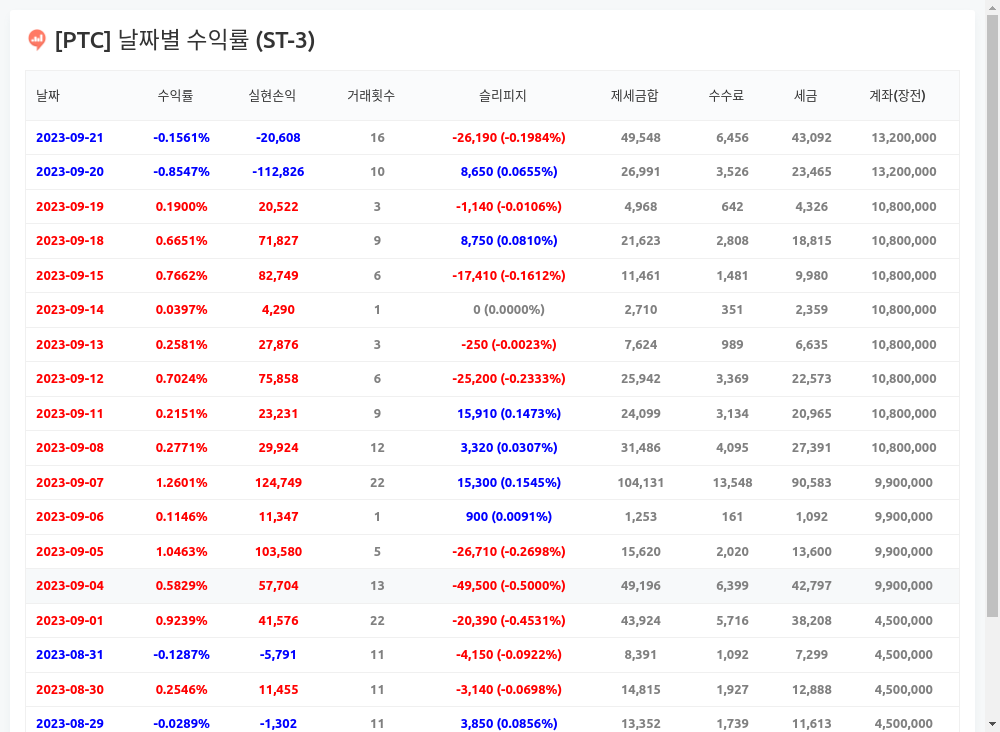 [PTC] 날짜별 수익률 (ST-3)
날짜 수익률 실현손익 거래횟수 슬리피지 제세금합 수수료 세금 계좌(장전)
2023-09-21 -0.1561% -20,608 16 -26,190 (-0.1984%) 49,548 6,456 43,092 13,200,000
2023-09-20 -0.8547% -112,826 10 8,650 (0.0655%) 26,991 3,526 23,465 13,200,000
2023-09-19 0.1900% 20,522 3 -1,140 (-0.0106%) 4,968 642 4,326 10,800,000
2023-09-18 0.6651% 71,827 9 8,750 (0.0810%) 21,623 2,808 18,815 10,800,000
2023-09-15 0.7662% 82,749 6 -17,410 (-0.1612%) 11,461 1,481 9,980 10,800,000
2023-09-14 0.0397% 4,290 1 0 (0.0000%) 2,710 351 2,359 10,800,000
2023-09-13 0.2581% 27,876 3 -250 (-0.0023%) 7,624 989 6,635 10,800,000
2023-09-12 0.7024% 75,858 6 -25,200 (-0.2333%) 25,942 3,369 22,573 10,800,000
2023-09-11 0.2151% 23,231 9 15,910 (0.1473%) 24,099 3,134 20,965 10,800,000
2023-09-08 0.2771% 29,924 12 3,320 (0.0307%) 31,486 4,095 27,391 10,800,000
2023-09-07 1.2601% 124,749 22 15,300 (0.1545%) 104,131 13,548 90,583 9,900,000
2023-09-06 0.1146% 11,347 1 900 (0.0091%) 1,253 161 1,092 9,900,000
2023-09-05 1.0463% 103,580 5 -26,710 (-0.2698%) 15,620 2,020 13,600 9,900,000
2023-09-04 0.5829% 57,704 13 -49,500 (-0.5000%) 49,196 6,399 42,797 9,900,000
2023-09-01 0.9239% 41,576 22 -20,390 (-0.4531%) 43,924 5,716 38,208 4,500,000
2023-08-31 -0.1287% -5,791 11 -4,150 (-0.0922%) 8,391 1,092 7,299 4,500,000
2023-08-30 0.2546% 11,455 11 -3,140 (-0.0698%) 14,815 1,927 12,888 4,500,000
2023-08-29 -0.0289% -1,302 11 3,850 (0.0856%) 13,352 1,739 11,613 4,500,000